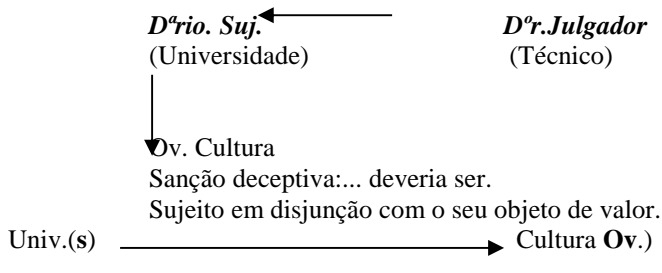 Dªrio. Suj. Dºr.Julgador
(Universidade) (Técnico)
Ov. Cultura
Sanção deceptiva:... deveria ser.
Sujeito em disjunção com o seu objeto de valor.
Univ.(s) Cultura Ov.)